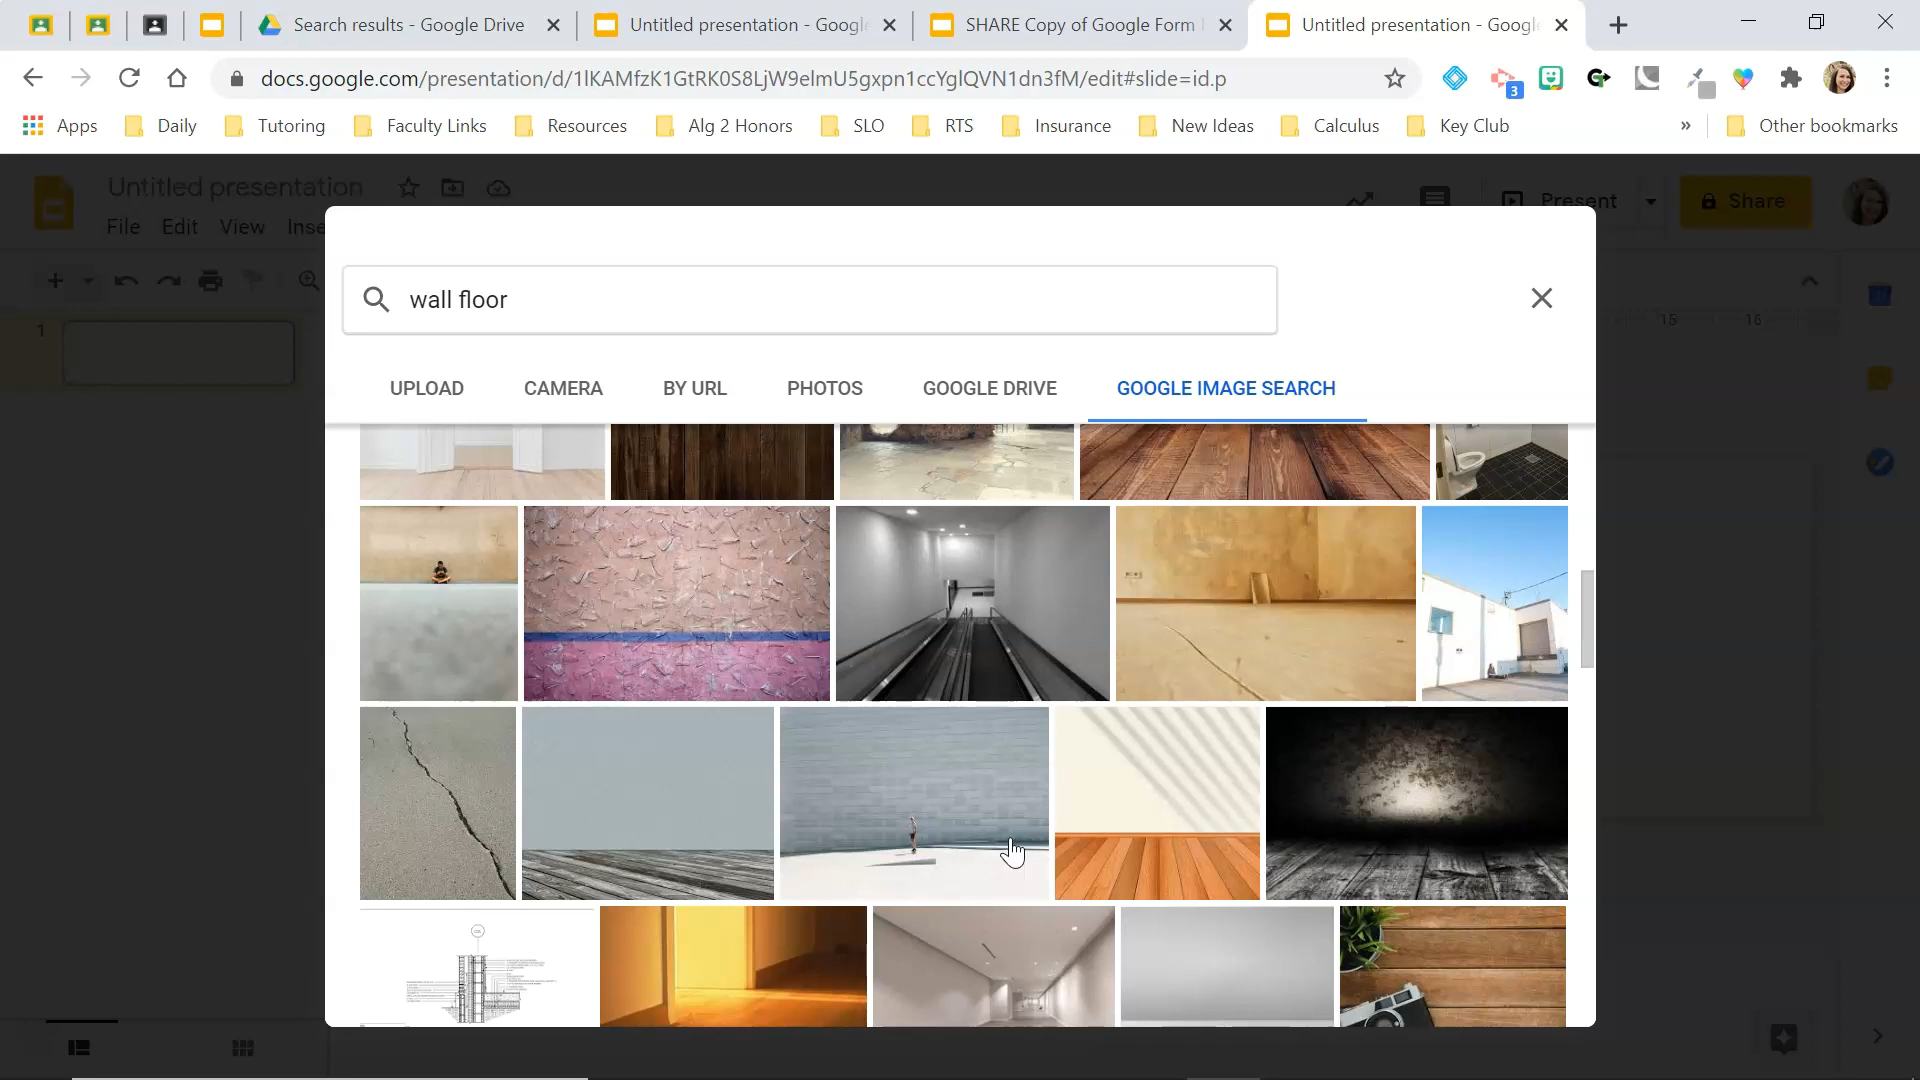 Search results - Google Drive
Untitled presentation - Google
SHARE Copy of Google Form
Untitled presentation - Google
docs.google.com/presentation/d/1lKAMfzK1GtRK0S8LjW9elmU5gxpn1ccYglQVN1dn3fM/edit#slide=id.p
3
Apps
Daily
Tutoring
Faculty Links
Resources
Alg 2 Honors
SLO
RTS
Insurance
New Ideas
Calculus
Key Club
»
Other bookmarks
Untitled presentation
Present
Share
File Edit View Inse
wall floor
15
16
1
UPLOAD
CAMERA
BY URL
PHOTOS
GOOGLE DRIVE
GOOGLE IMAGE SEARCH